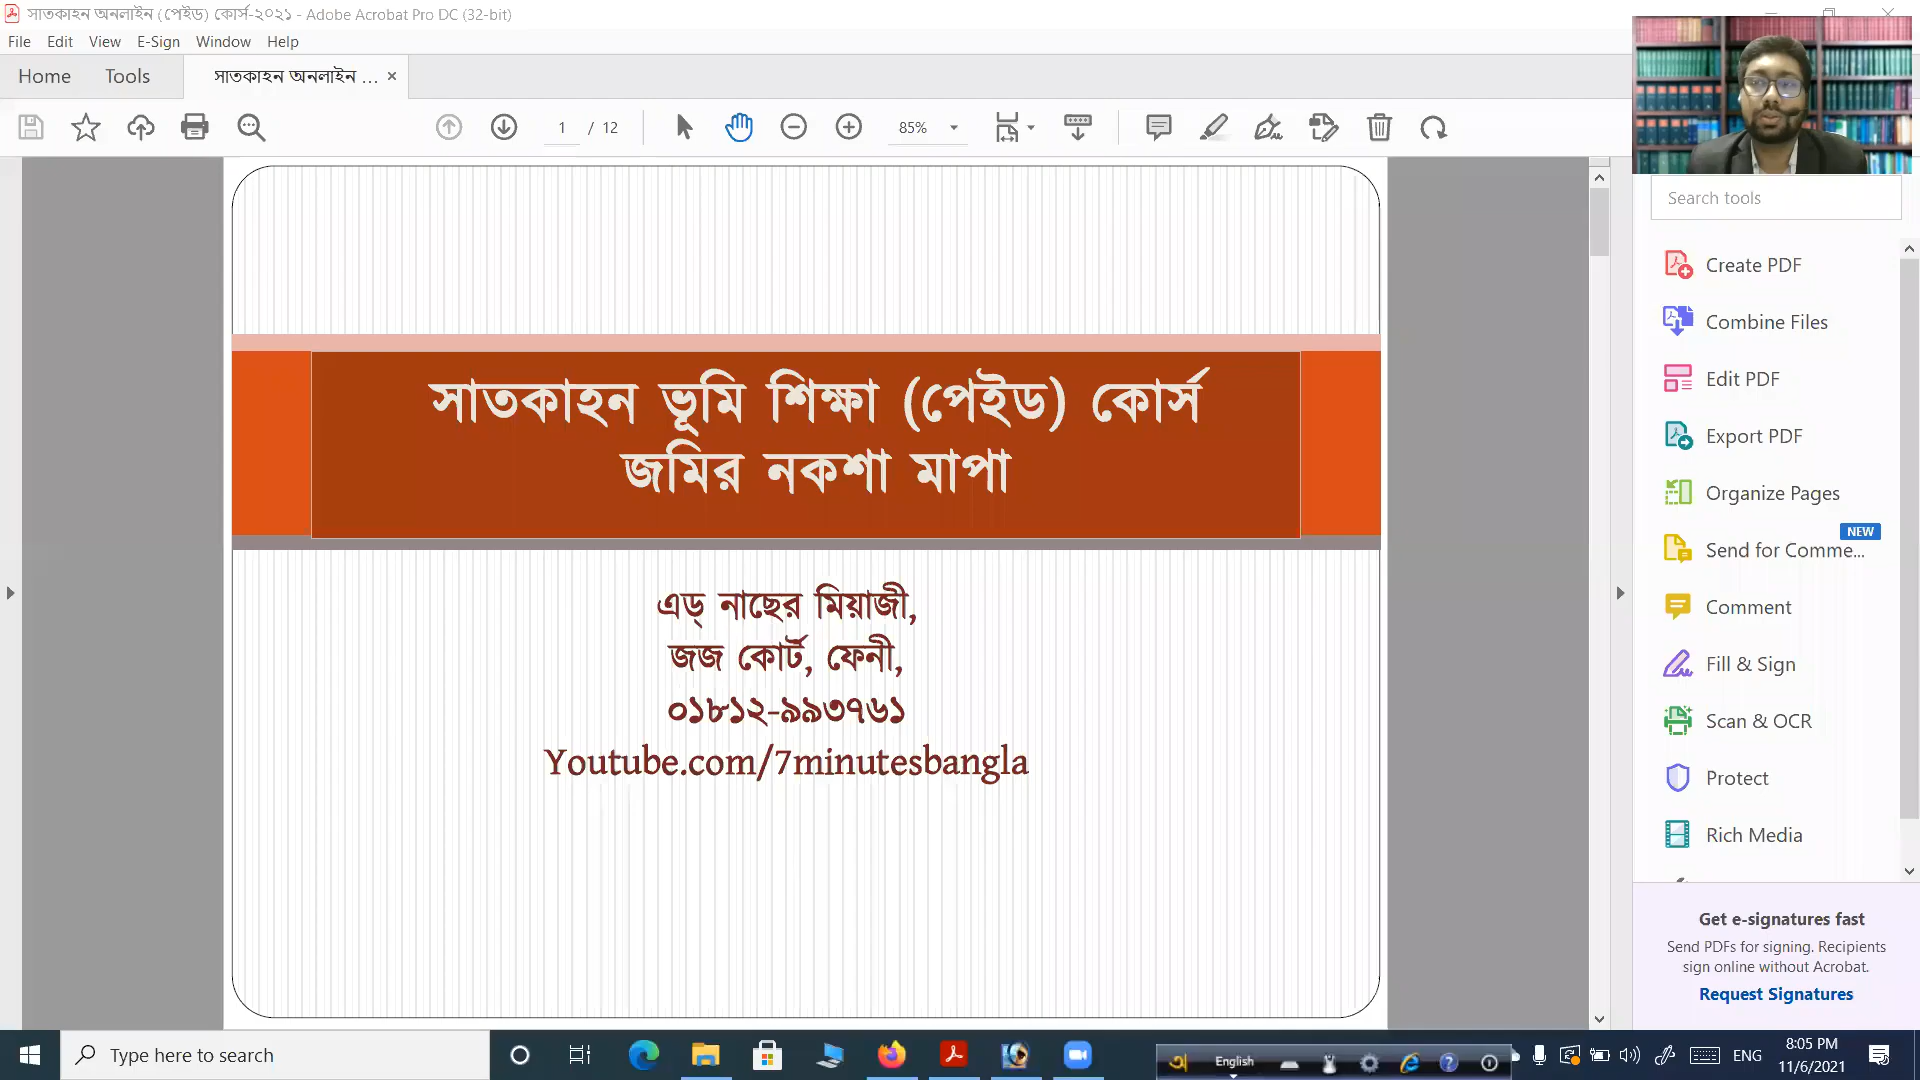 সাতকাহন অনলাইন (পেইড) কোর্স-২০২১ - Adobe Acrobat Pro DC (32-bit)
File Edit View E-Sign Window Help
Home Tools সাতকাহন অনলাইন ... ×
1 / 12 85%
সাতকাহন ভূমি শিক্ষা (পেইড) কোর্স
জমির নকশা মাপা
এড্ নাছের মিয়াজী,
জজ কোর্ট, ফেনী,
০১৮১২-৯৯৩৭৬১
Youtube.com/7minutesbangla
Search tools
Create PDF
Combine Files
Edit PDF
Export PDF
Organize Pages
NEW
Send for Comme...
Comment
Fill & Sign
Scan & OCR
Protect
Rich Media
Get e-signatures fast
Send PDFs for signing. Recipients
sign online without Acrobat.
Request Signatures
Type here to search
অ English
ENG
8:05 PM
11/6/2021